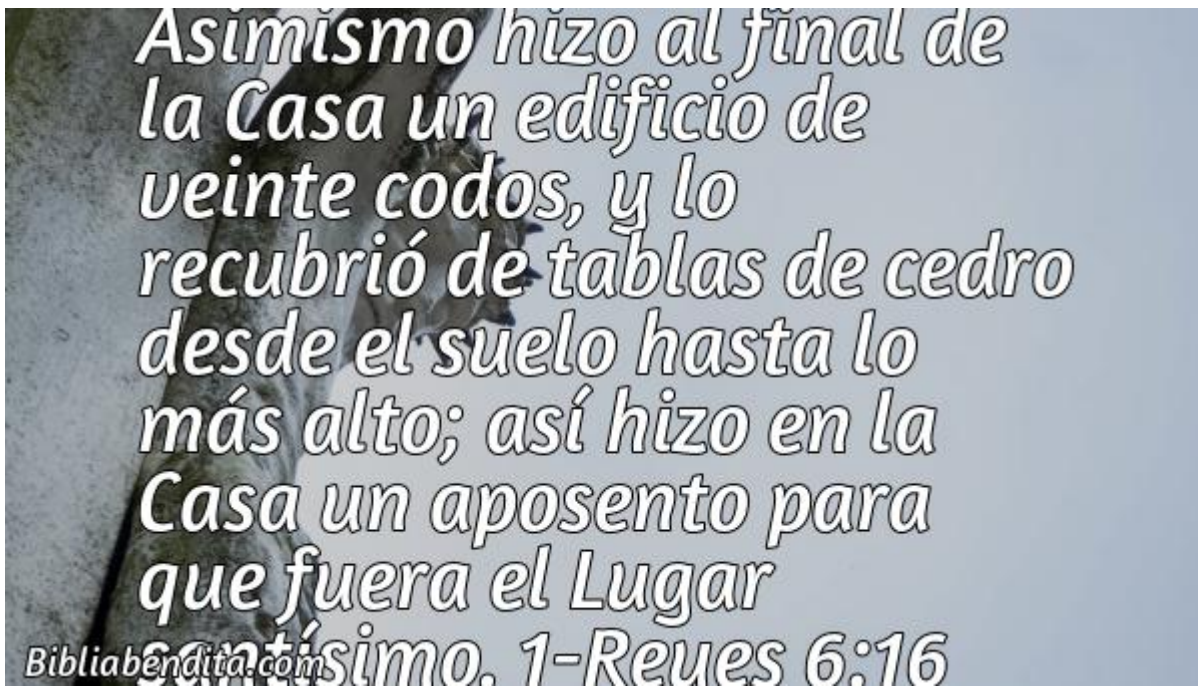 Asimismo hizo al final de
la Casa un edificio de
veinte codos, y lo
recubrió de tablas de cedro
desde el suelo hasta lo
más alto; así hizo en la
Casa un aposento para
que fuera el Lugar
santísimo. 1-Reyes 6:16
Bibliabendita.com